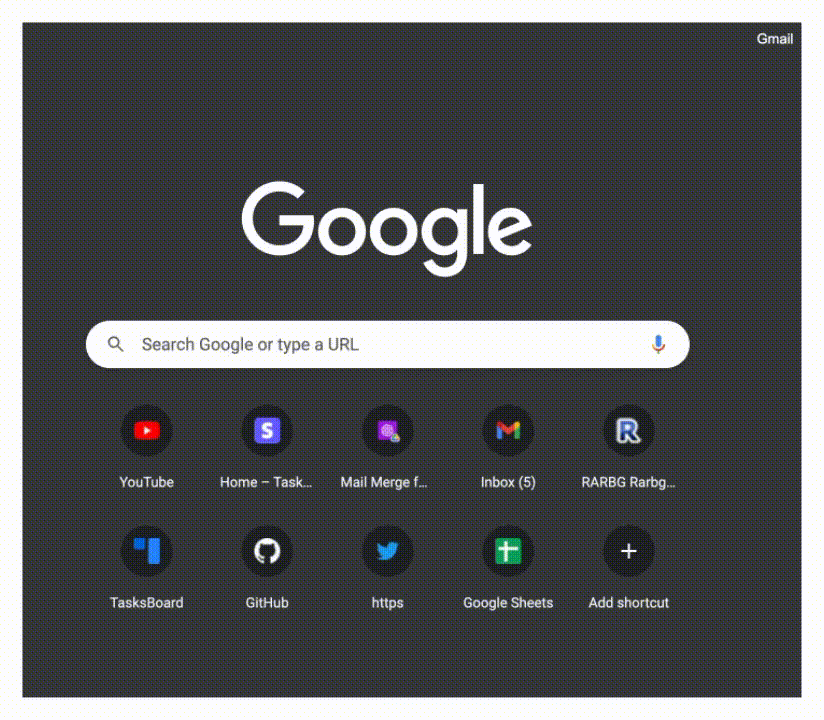 Gmail
Google
Search Google or type a URL
YouTube
Home – Task...
Mail Merge f...
Inbox (5)
RARBG Rarbg...
TasksBoard
GitHub
https
Google Sheets
Add shortcut